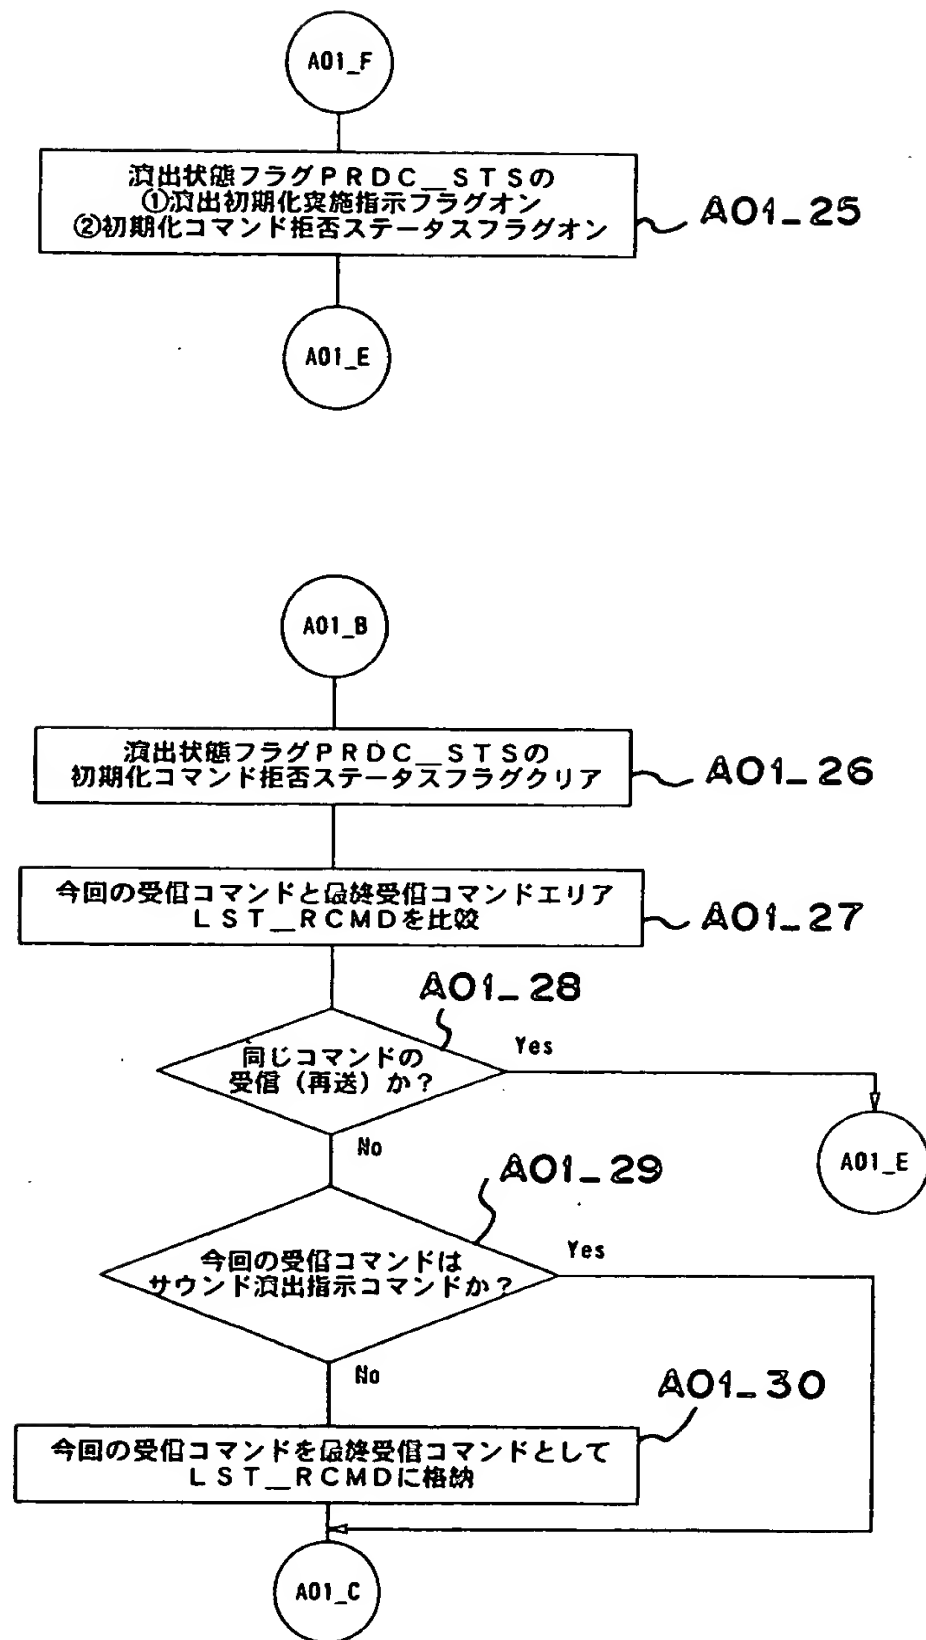 A01_F
演出状態フラグPRDC__STSの
①演出初期化実施指示フラグオン
②初期化コマンド拒否ステータスフラグオン
A01_25
A01_E
A01_B
演出状態フラグPRDC__STSの
初期化コマンド拒否ステータスフラグクリア
A01_26
今回の受信コマンドと最終受信コマンドエリア
LST__RCMDを比較
A01_27
A01_28
同じコマンドの
受信(再送)か?
Yes
No
A01_E
A01_29
今回の受信コマンドは
サウンド演出指示コマンドか?
Yes
No
A01_30
今回の受信コマンドを最終受信コマンドとして
LST__RCMDに格納
A01_C